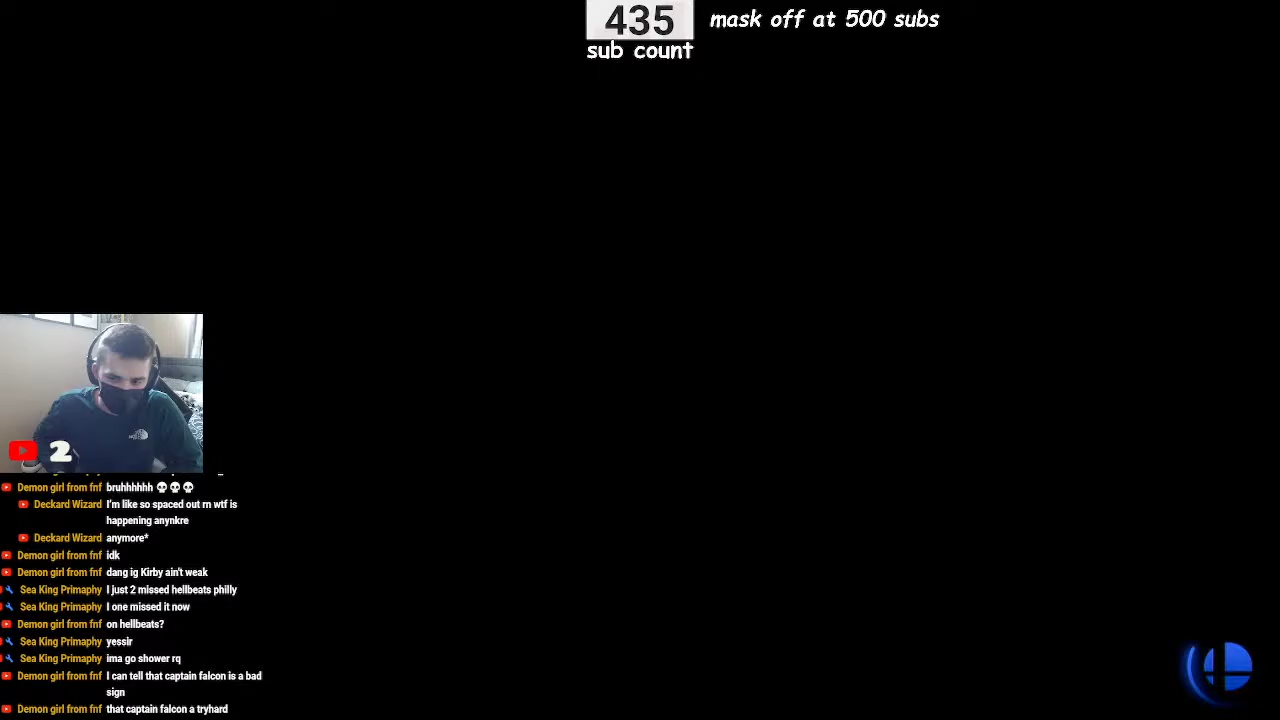 435
mask off at 500 subs
sub count
2
Demon girl from fnf bruhhhhhh 💀💀💀
Deckard Wizard I'm like so spaced out rn wtf is
happening anynkre
Deckard Wizard anymore*
Demon girl from fnf idk
Demon girl from fnf dang ig Kirby ain't weak
Sea King Primaphy I just 2 missed hellbeats philly
Sea King Primaphy I one missed it now
Demon girl from fnf on hellbeats?
Sea King Primaphy yessir
Sea King Primaphy ima go shower rq
Demon girl from fnf I can tell that captain falcon is a bad
sign
Demon girl from fnf that captain falcon a tryhard